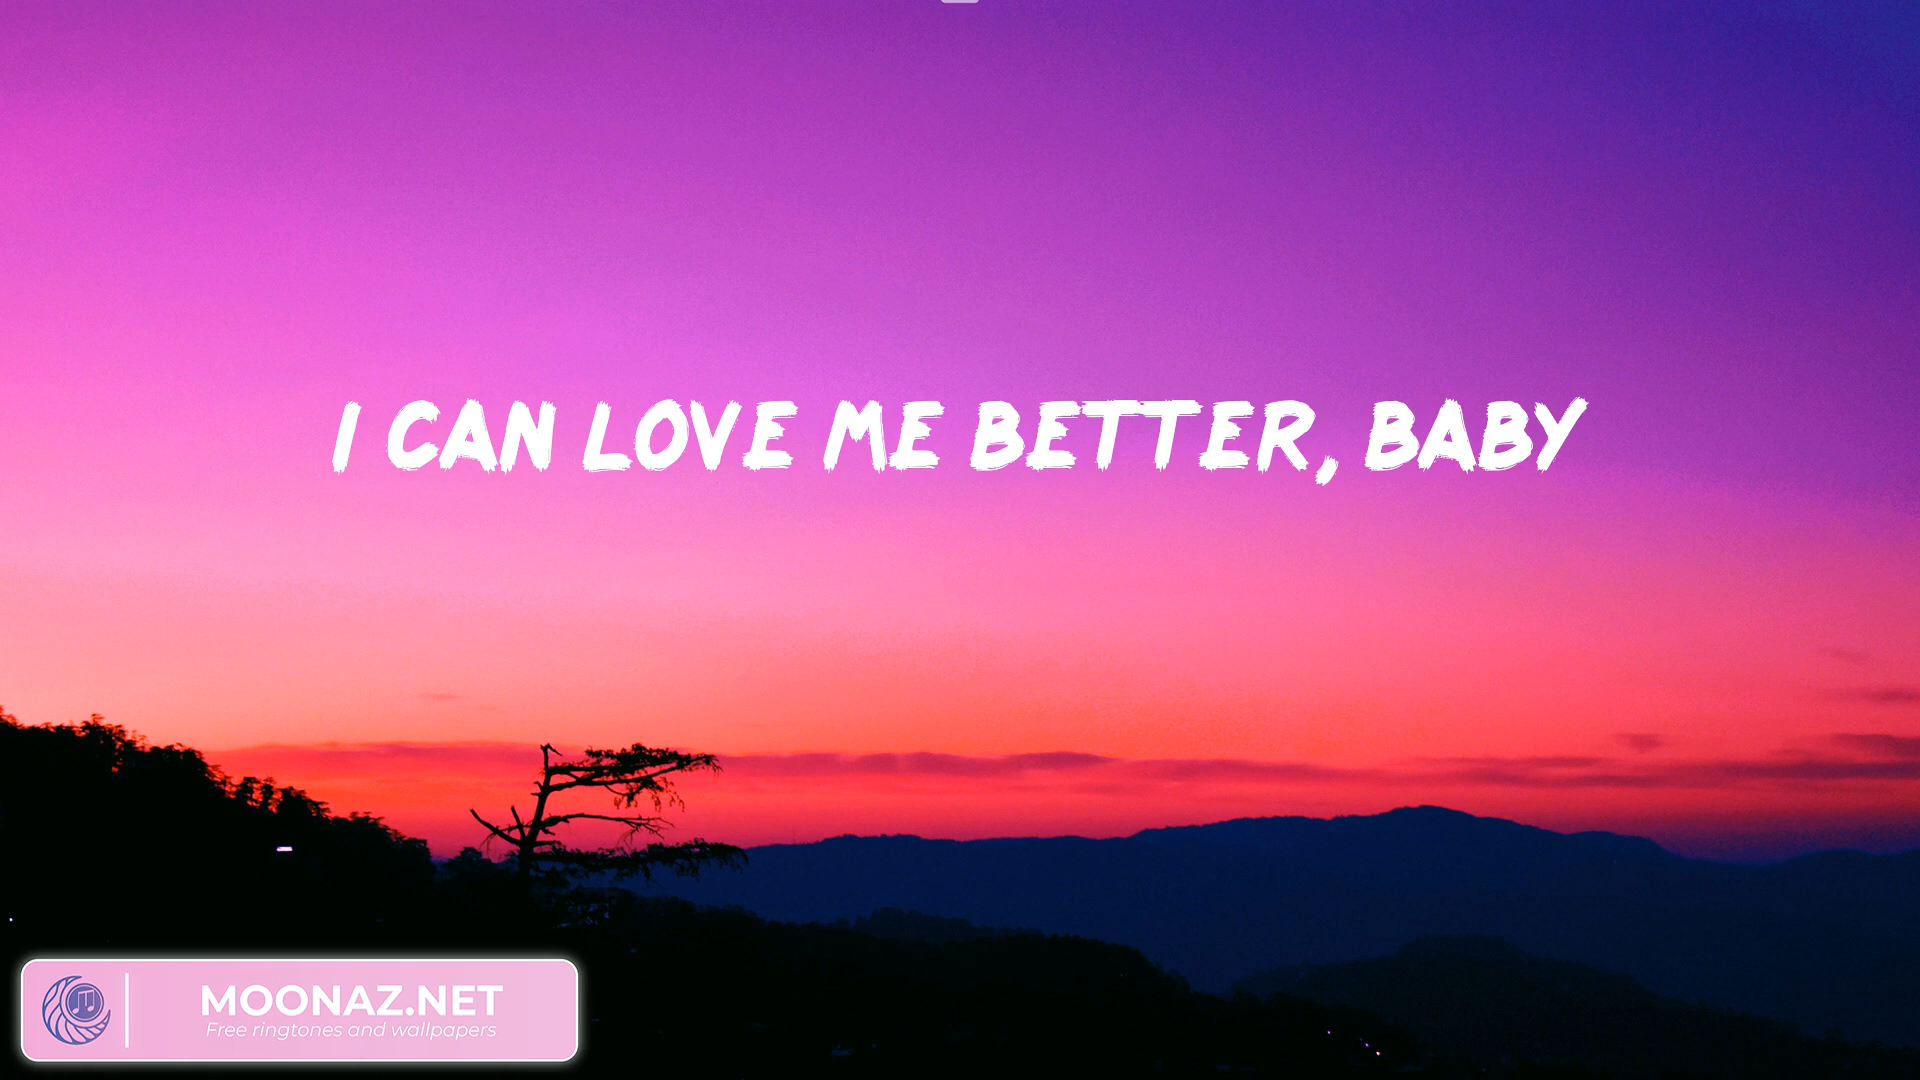 I CAN LOVE ME BETTER, BABY
MOONAZ.NET
Free ringtones and wallpapers